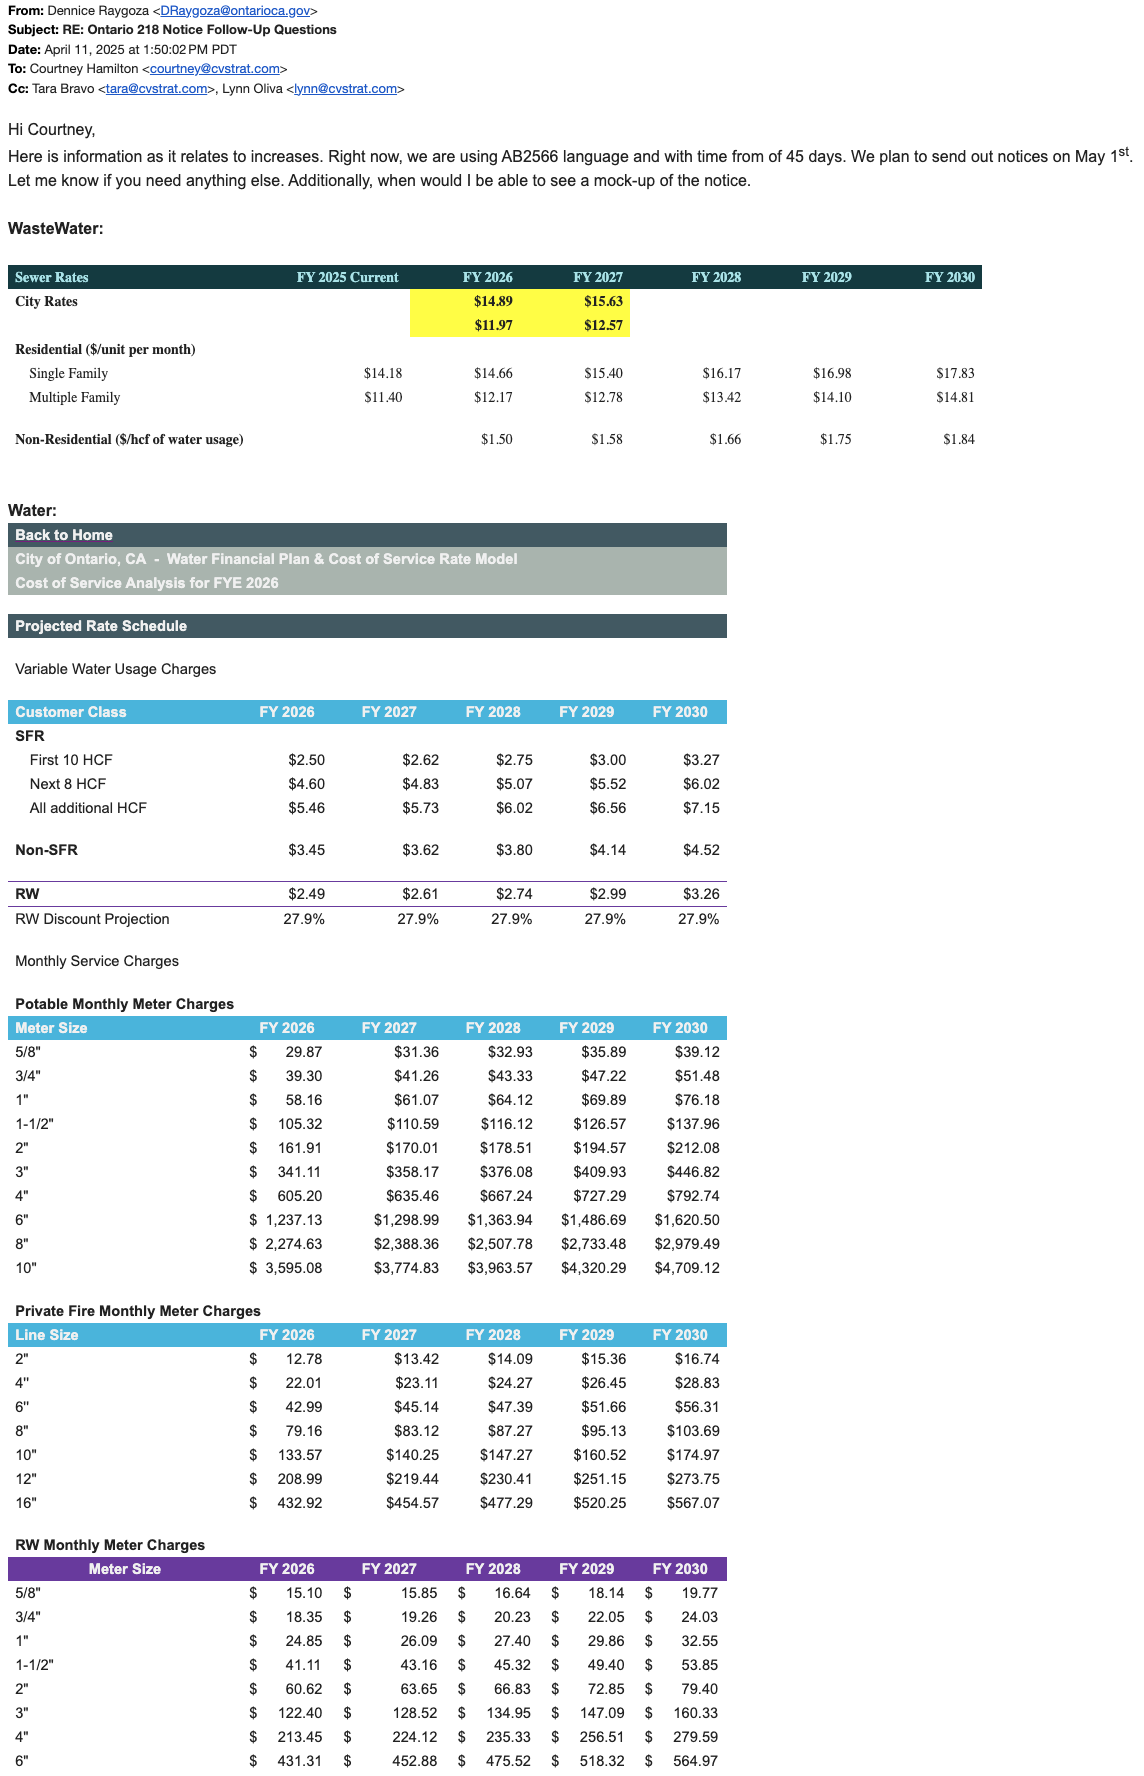 From: Dennice Raygoza <DRaygoza@ontarioca.gov>
Subject: RE: Ontario 218 Notice Follow-Up Questions
Date: April 11, 2025 at 1:50:02 PM PDT
To: Courtney Hamilton <courtney@cvstrat.com>
Cc: Tara Bravo <tara@cvstrat.com>, Lynn Oliva <lynn@cvstrat.com>
Hi Courtney,
Here is information as it relates to increases. Right now, we are using AB2566 language and with time from of 45 days. We plan to send out notices on May 1st.
Let me know if you need anything else. Additionally, when would I be able to see a mock-up of the notice.
WasteWater:
Sewer Rates FY 2025 Current FY 2026 FY 2027 FY 2028 FY 2029 FY 2030
City Rates $14.89 $15.63
$11.97 $12.57
Residential ($/unit per month)
Single Family $14.18 $14.66 $15.40 $16.17 $16.98 $17.83
Multiple Family $11.40 $12.17 $12.78 $13.42 $14.10 $14.81
Non-Residential ($/hcf of water usage) $1.50 $1.58 $1.66 $1.75 $1.84
Water:
Back to Home
City of Ontario, CA - Water Financial Plan & Cost of Service Rate Model
Cost of Service Analysis for FYE 2026
Projected Rate Schedule
Variable Water Usage Charges
Customer Class FY 2026 FY 2027 FY 2028 FY 2029 FY 2030
SFR
First 10 HCF $2.50 $2.62 $2.75 $3.00 $3.27
Next 8 HCF $4.60 $4.83 $5.07 $5.52 $6.02
All additional HCF $5.46 $5.73 $6.02 $6.56 $7.15
Non-SFR $3.45 $3.62 $3.80 $4.14 $4.52
RW $2.49 $2.61 $2.74 $2.99 $3.26
RW Discount Projection 27.9% 27.9% 27.9% 27.9% 27.9%
Monthly Service Charges
Potable Monthly Meter Charges
Meter Size FY 2026 FY 2027 FY 2028 FY 2029 FY 2030
5/8" $ 29.87 $31.36 $32.93 $35.89 $39.12
3/4" $ 39.30 $41.26 $43.33 $47.22 $51.48
1" $ 58.16 $61.07 $64.12 $69.89 $76.18
1-1/2" $ 105.32 $110.59 $116.12 $126.57 $137.96
2" $ 161.91 $170.01 $178.51 $194.57 $212.08
3" $ 341.11 $358.17 $376.08 $409.93 $446.82
4" $ 605.20 $635.46 $667.24 $727.29 $792.74
6" $ 1,237.13 $1,298.99 $1,363.94 $1,486.69 $1,620.50
8" $ 2,274.63 $2,388.36 $2,507.78 $2,733.48 $2,979.49
10" $ 3,595.08 $3,774.83 $3,963.57 $4,320.29 $4,709.12
Private Fire Monthly Meter Charges
Line Size FY 2026 FY 2027 FY 2028 FY 2029 FY 2030
2" $ 12.78 $13.42 $14.09 $15.36 $16.74
4" $ 22.01 $23.11 $24.27 $26.45 $28.83
6" $ 42.99 $45.14 $47.39 $51.66 $56.31
8" $ 79.16 $83.12 $87.27 $95.13 $103.69
10" $ 133.57 $140.25 $147.27 $160.52 $174.97
12" $ 208.99 $219.44 $230.41 $251.15 $273.75
16" $ 432.92 $454.57 $477.29 $520.25 $567.07
RW Monthly Meter Charges
Meter Size FY 2026 FY 2027 FY 2028 FY 2029 FY 2030
5/8" $ 15.10 $ 15.85 $ 16.64 $ 18.14 $ 19.77
3/4" $ 18.35 $ 19.26 $ 20.23 $ 22.05 $ 24.03
1" $ 24.85 $ 26.09 $ 27.40 $ 29.86 $ 32.55
1-1/2" $ 41.11 $ 43.16 $ 45.32 $ 49.40 $ 53.85
2" $ 60.62 $ 63.65 $ 66.83 $ 72.85 $ 79.40
3" $ 122.40 $ 128.52 $ 134.95 $ 147.09 $ 160.33
4" $ 213.45 $ 224.12 $ 235.33 $ 256.51 $ 279.59
6" $ 431.31 $ 452.88 $ 475.52 $ 518.32 $ 564.97